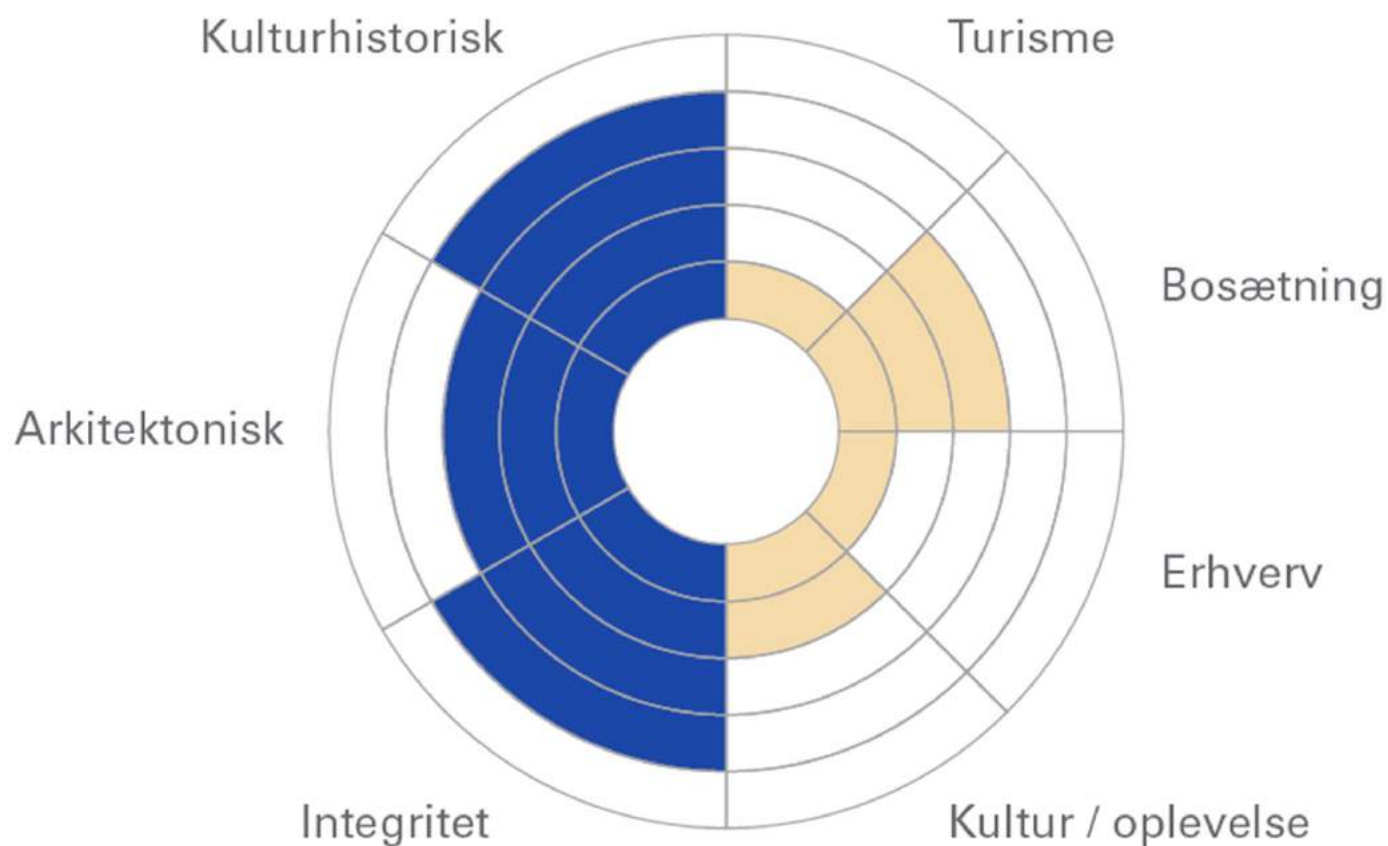 Kulturhistorisk
Turisme
Bosætning
Arkitektonisk
Erhverv
Integritet
Kultur / oplevelse